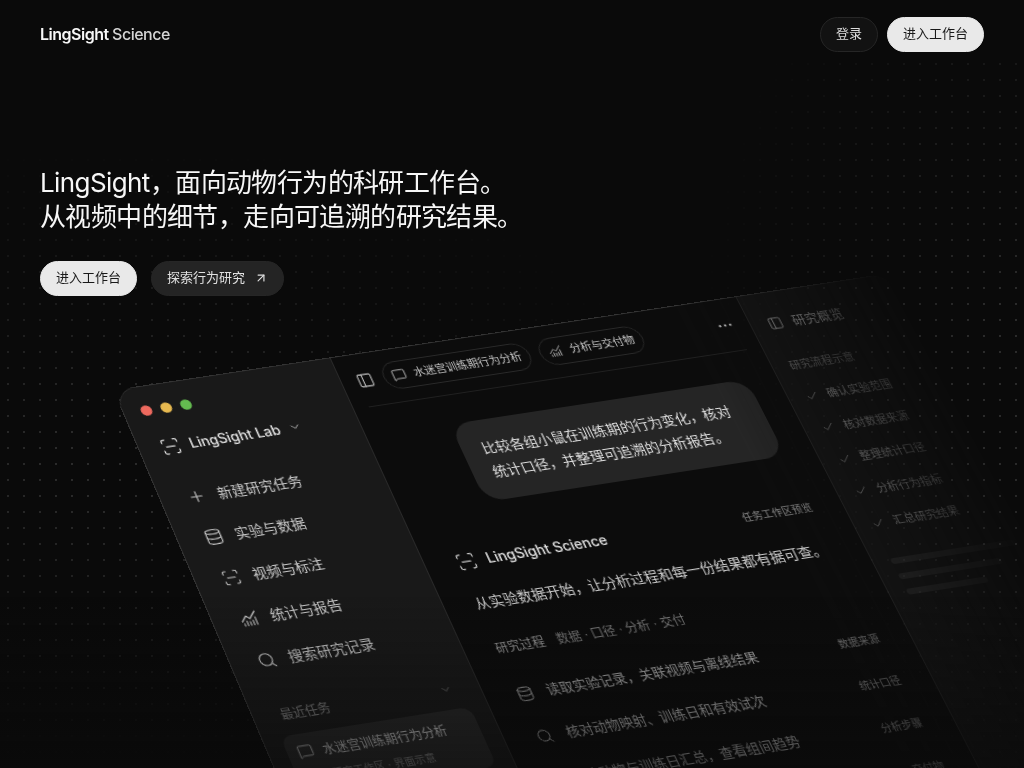 LingSight Science
登录
进入工作台
LingSight，面向动物行为的科研工作台。
从视频中的细节，走向可追溯的研究结果。
进入工作台
探索行为研究
LingSight Lab
新建研究任务
实验与数据
视频与标注
统计与报告
搜索研究记录
最近任务
水迷宫训练期行为分析
水迷宫训练期行为分析
分析与交付物
比较各组小鼠在训练期的行为变化，核对
统计口径，并整理可追溯的分析报告。
任务工作区预览
LingSight Science
从实验数据开始，让分析过程和每一份结果都有据可查。
研究过程 数据 · 口径 · 分析 · 交付
读取实验记录，关联视频与离线结果
数据来源
核对动物映射、训练日和有效试次
统计口径
动物与训练日汇总，查看组间趋势
分析步骤
研究概览
研究流程示意
确认实验范围
核对数据来源
整理统计口径
分析行为指标
汇总研究结果